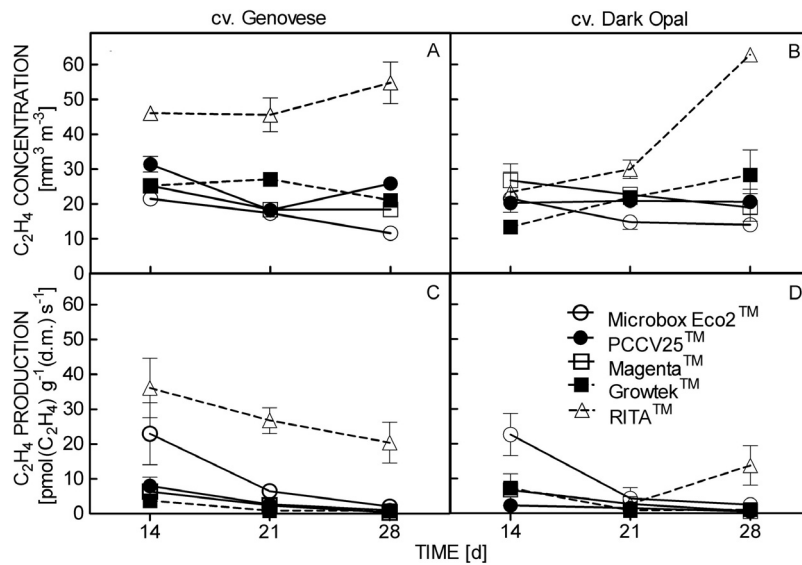 cv. Genovese
cv. Dark Opal
C2H4 CONCENTRATION
[mm³ m⁻³]
60
50
40
30
20
10
0
A
B
C2H4 PRODUCTION
[pmol(C2H4) g⁻¹(d.m.) s⁻¹]
60
50
40
30
20
10
0
C
D
Microbox Eco2™
PCCV25™
Magenta™
Growtek™
RITA™
14 21 28
14 21 28
TIME [d]